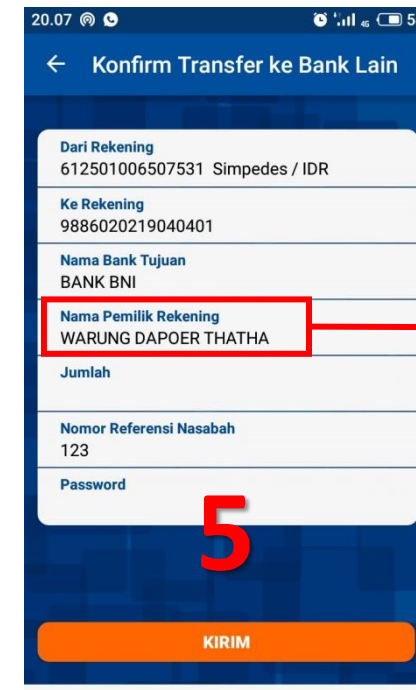 20.07
4G 5
Konfirm Transfer ke Bank Lain
Dari Rekening
612501006507531 Simpedes / IDR
Ke Rekening
9886020219040401
Nama Bank Tujuan
BANK BNI
Nama Pemilik Rekening
WARUNG DAPOER THATHA
Jumlah
Nomor Referensi Nasabah
123
Password
5
KIRIM